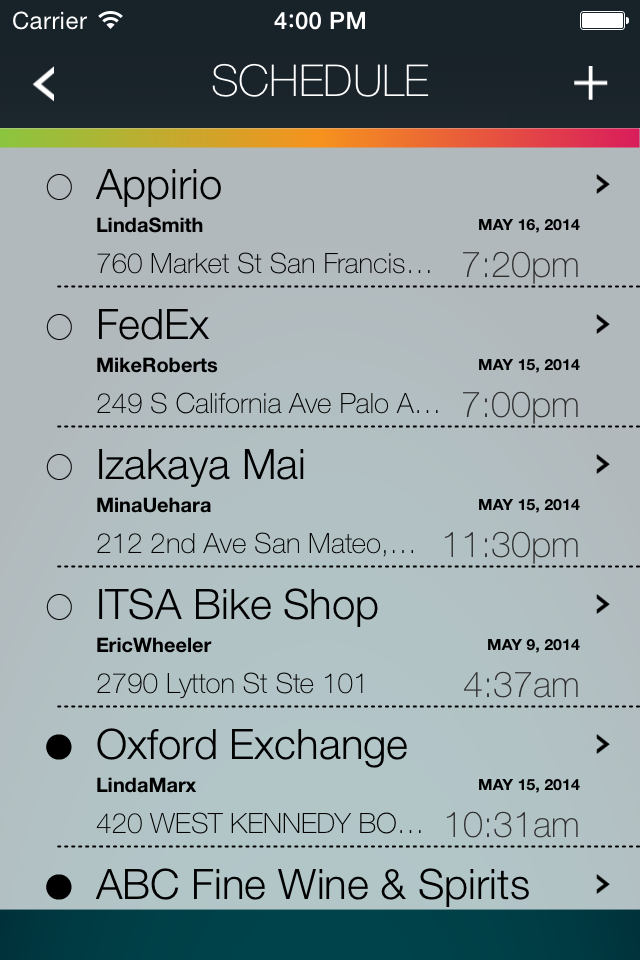 Carrier 4:00 PM
SCHEDULE
Appirio
LindaSmith MAY 16, 2014
760 Market St San Francis... 7:20pm
FedEx
MikeRoberts MAY 15, 2014
249 S California Ave Palo A... 7:00pm
Izakaya Mai
MinaUehara MAY 15, 2014
212 2nd Ave San Mateo,... 11:30pm
ITSA Bike Shop
EricWheeler MAY 9, 2014
2790 Lytton St Ste 101 4:37am
Oxford Exchange
LindaMarx MAY 15, 2014
420 WEST KENNEDY BO... 10:31am
ABC Fine Wine & Spirits